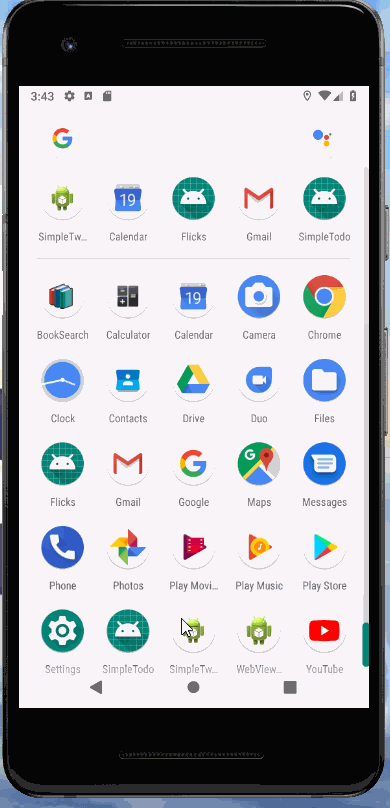 3:43
SimpleTw... Calendar Flicks Gmail SimpleTodo
19
BookSearch Calculator Calendar Camera Chrome
19
Clock Contacts Drive Duo Files
Flicks Gmail Google Maps Messages
Phone Photos Play Movi... Play Music Play Store
Settings SimpleTodo SimpleTw... WebView... YouTube